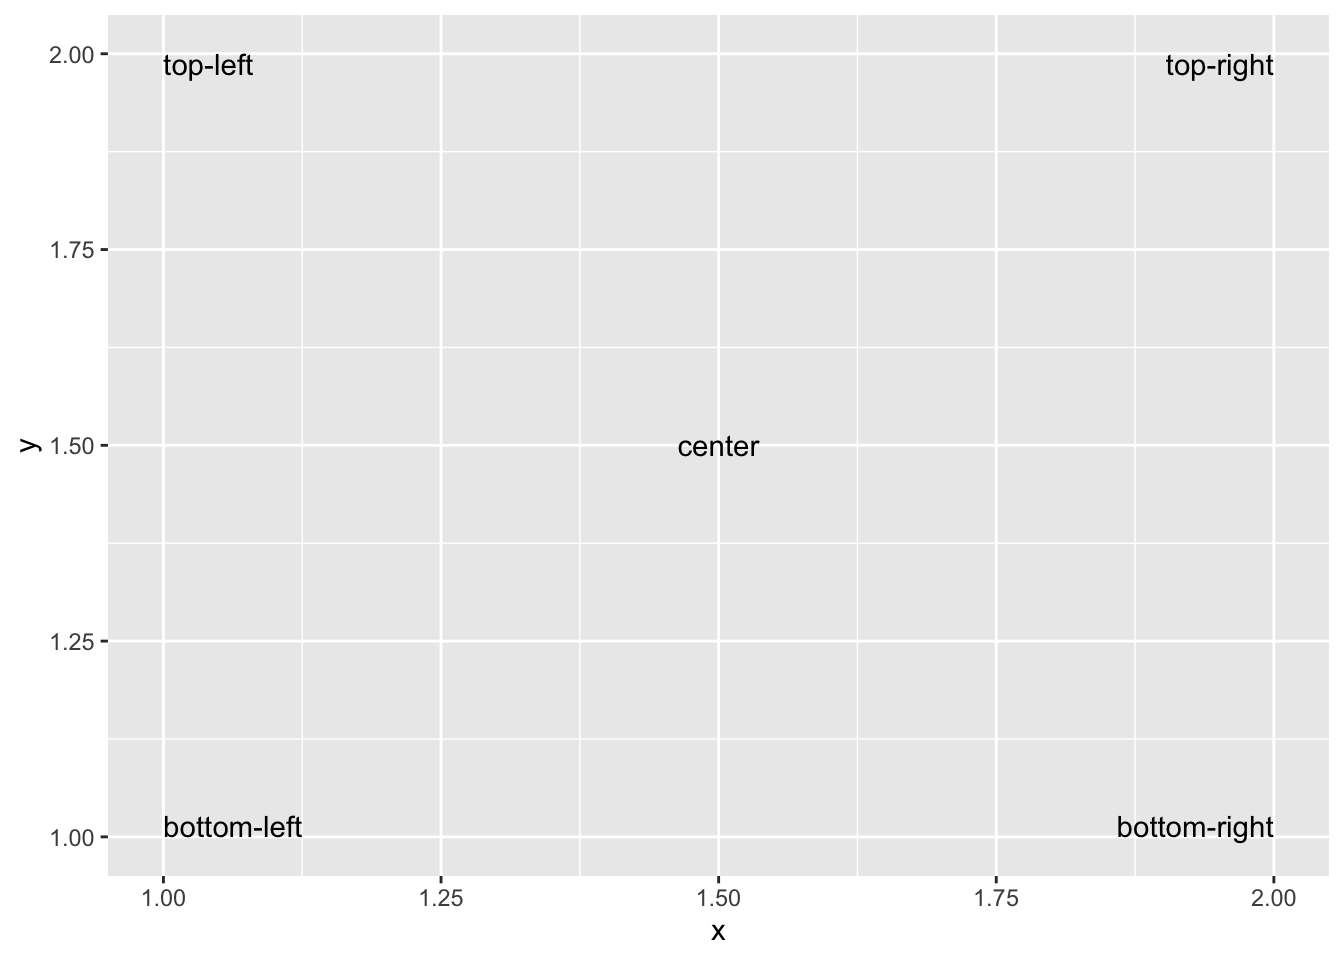 2.00
top-left top-right
1.75
y 1.50 center
1.25
1.00 bottom-left bottom-right
1.00 1.25 1.50 1.75 2.00
x